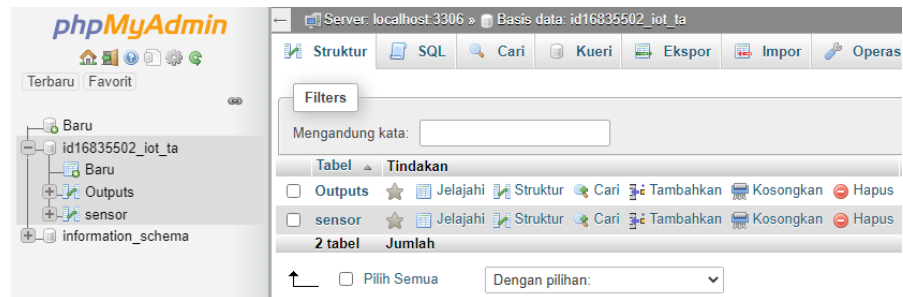 phpMyAdmin
Terbaru Favorit
Baru
id16835502_iot_ta
Baru
Outputs
sensor
information_schema
Server: localhost:3306 » Basis data: id16835502_iot_ta
Struktur SQL Cari Kueri Ekspor Impor Operas
Filters
Mengandung kata:
Tabel Tindakan
Outputs Jelajahi Struktur Cari Tambahkan Kosongkan Hapus
sensor Jelajahi Struktur Cari Tambahkan Kosongkan Hapus
2 tabel Jumlah
Pilih Semua Dengan pilihan: